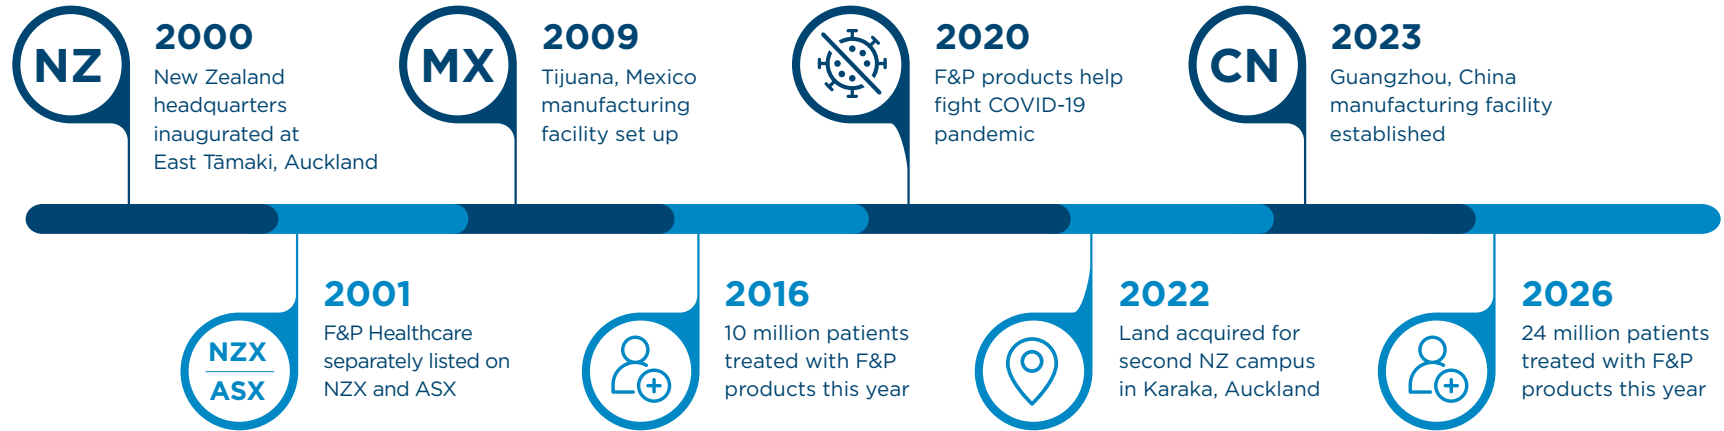 NZ
2000
New Zealand
headquarters
inaugurated at
East Tāmaki, Auckland
MX
2009
Tijuana, Mexico
manufacturing
facility set up
2020
F&P products help
fight COVID-19
pandemic
CN
2023
Guangzhou, China
manufacturing facility
established
NZX
ASX
2001
F&P Healthcare
separately listed on
NZX and ASX
2016
10 million patients
treated with F&P
products this year
2022
Land acquired for
second NZ campus
in Karaka, Auckland
2026
24 million patients
treated with F&P
products this year